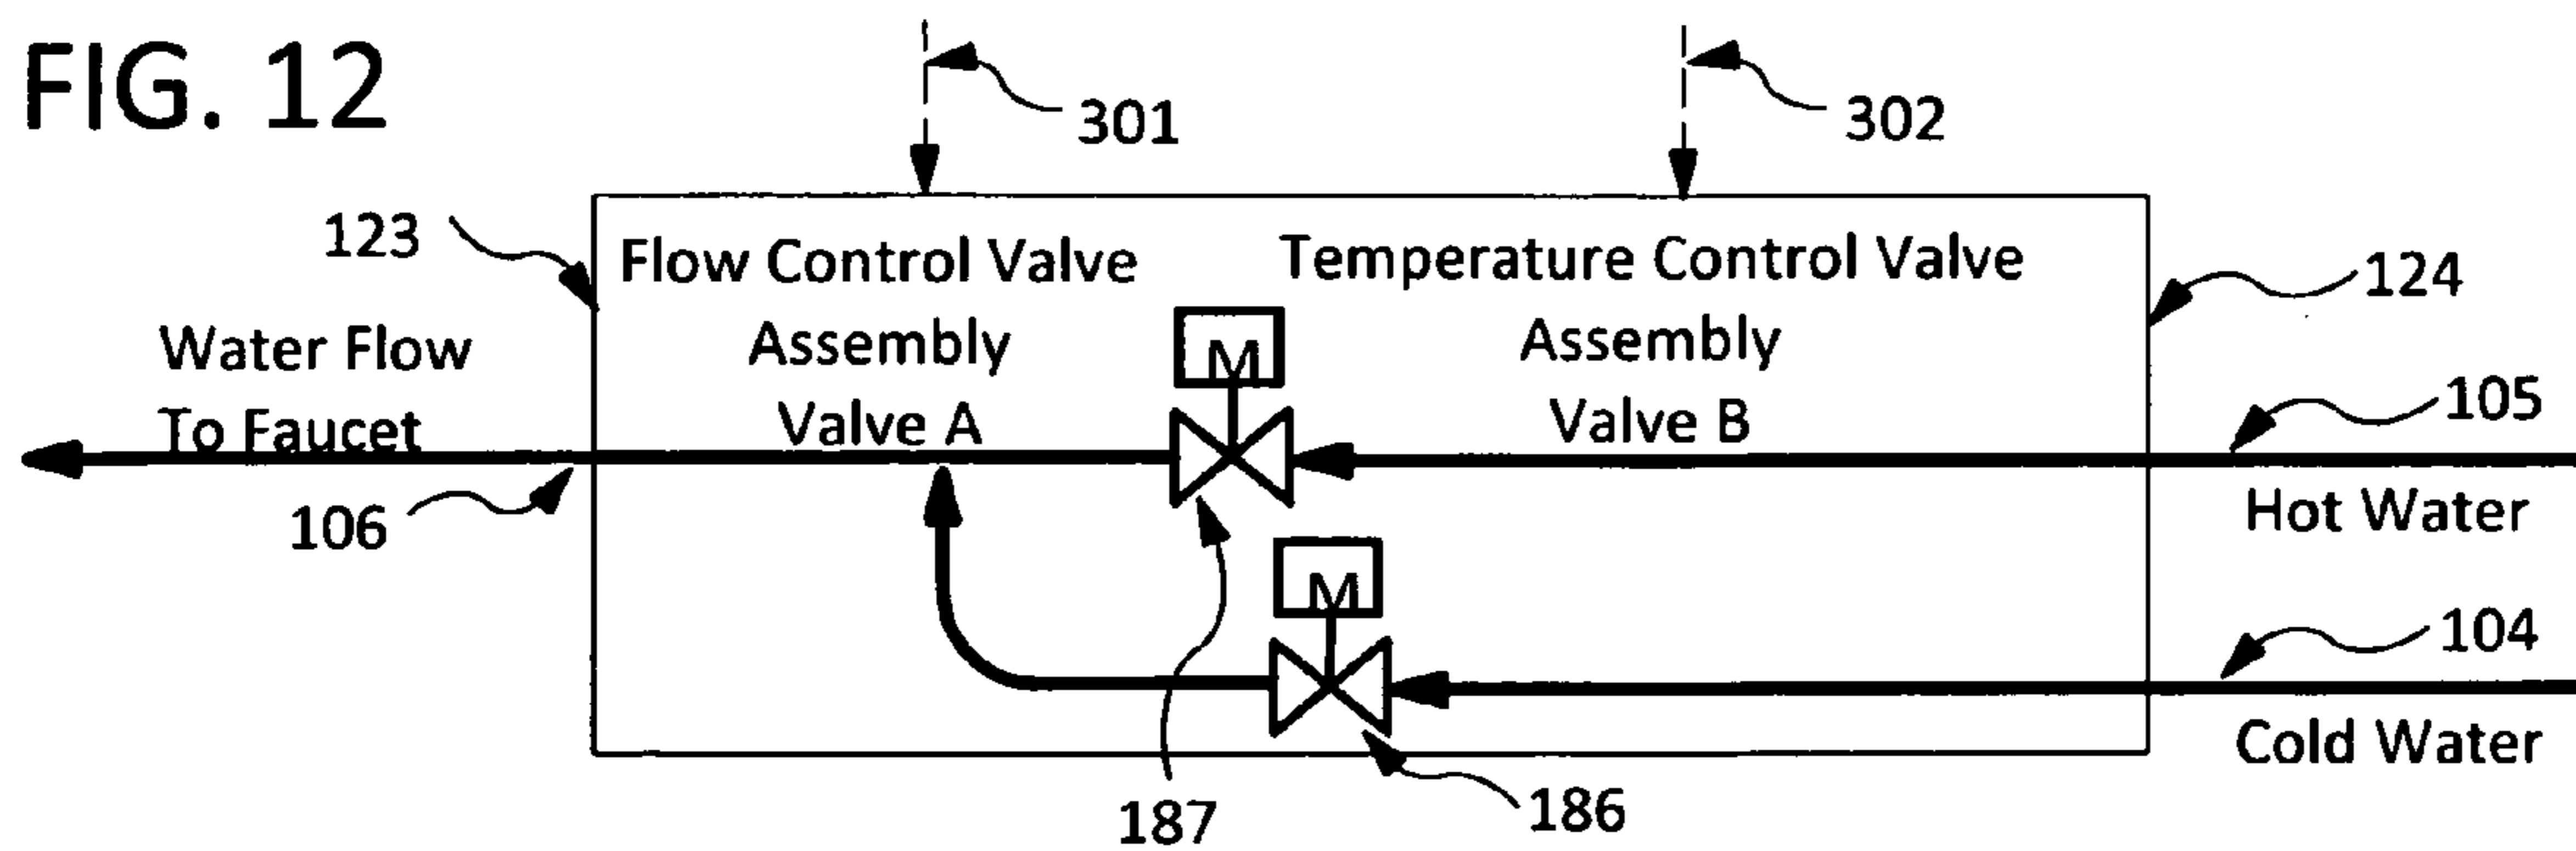 FIG. 12
301
302
123
Flow Control Valve
Assembly
Valve A
Temperature Control Valve
Assembly
Valve B
124
Water Flow
To Faucet
M
105
106
Hot Water
M
104
Cold Water
187
186